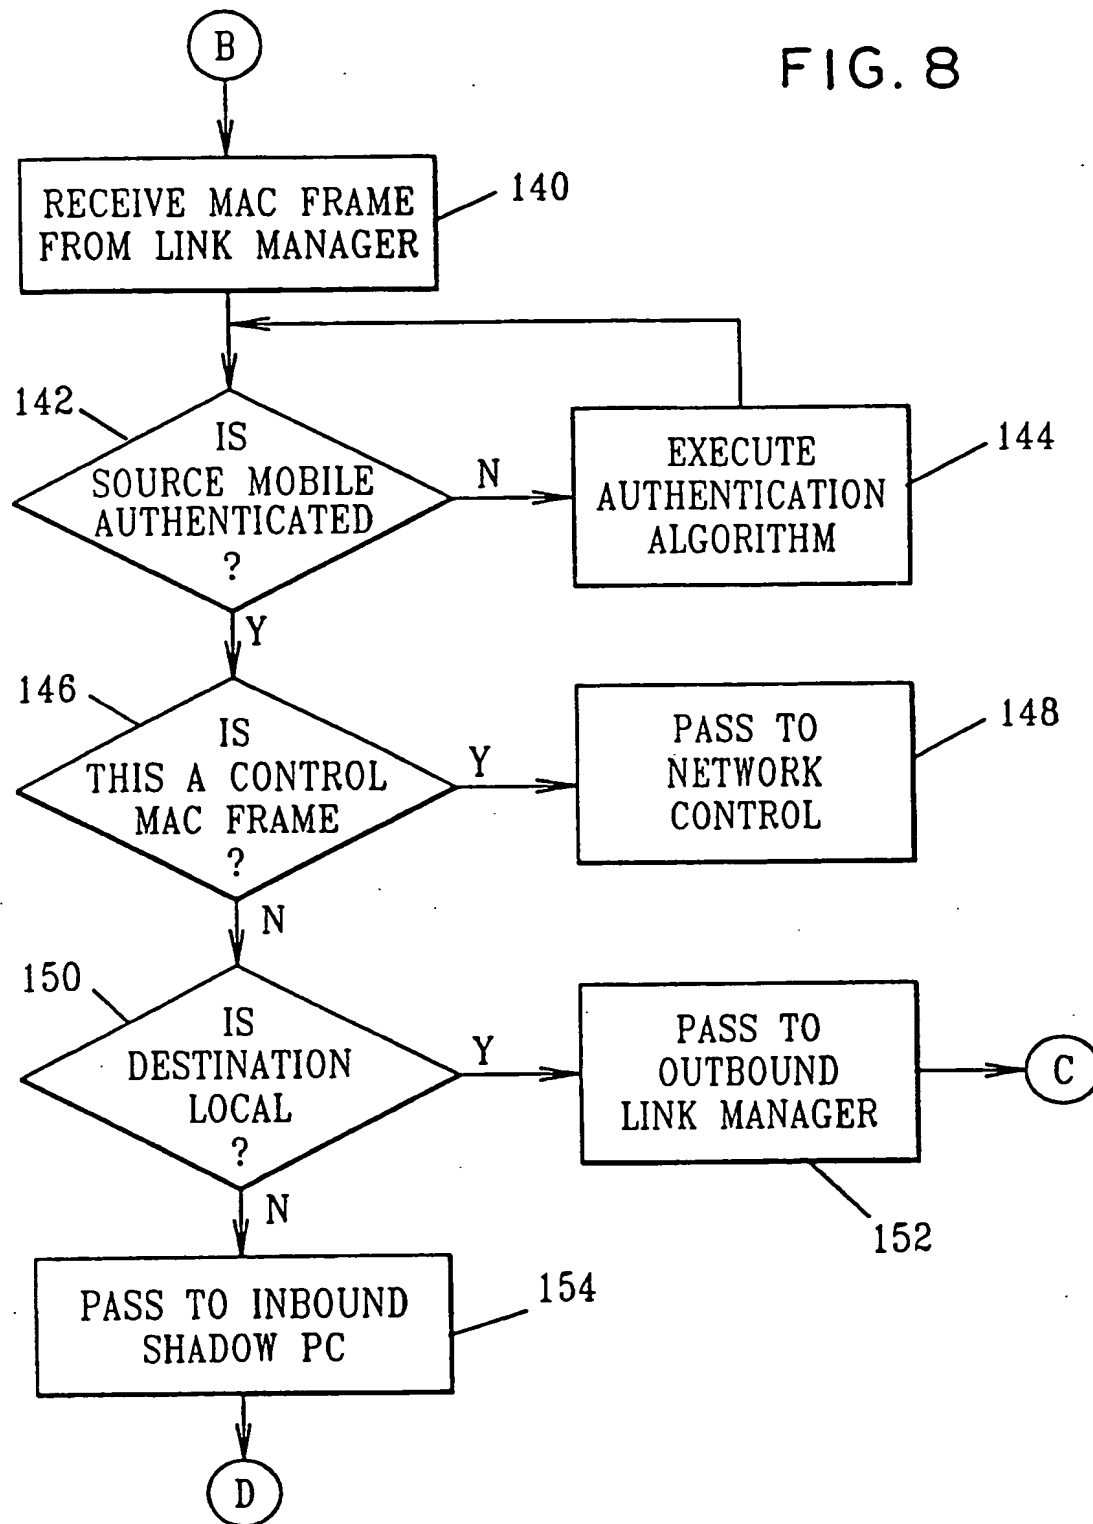 B
FIG. 8
RECEIVE MAC FRAME
FROM LINK MANAGER
140
142
IS
SOURCE MOBILE
AUTHENTICATED
?
N
EXECUTE
AUTHENTICATION
ALGORITHM
144
Y
146
IS
THIS A CONTROL
MAC FRAME
?
Y
PASS TO
NETWORK
CONTROL
148
N
150
IS
DESTINATION
LOCAL
?
Y
PASS TO
OUTBOUND
LINK MANAGER
C
152
N
PASS TO INBOUND
SHADOW PC
154
D